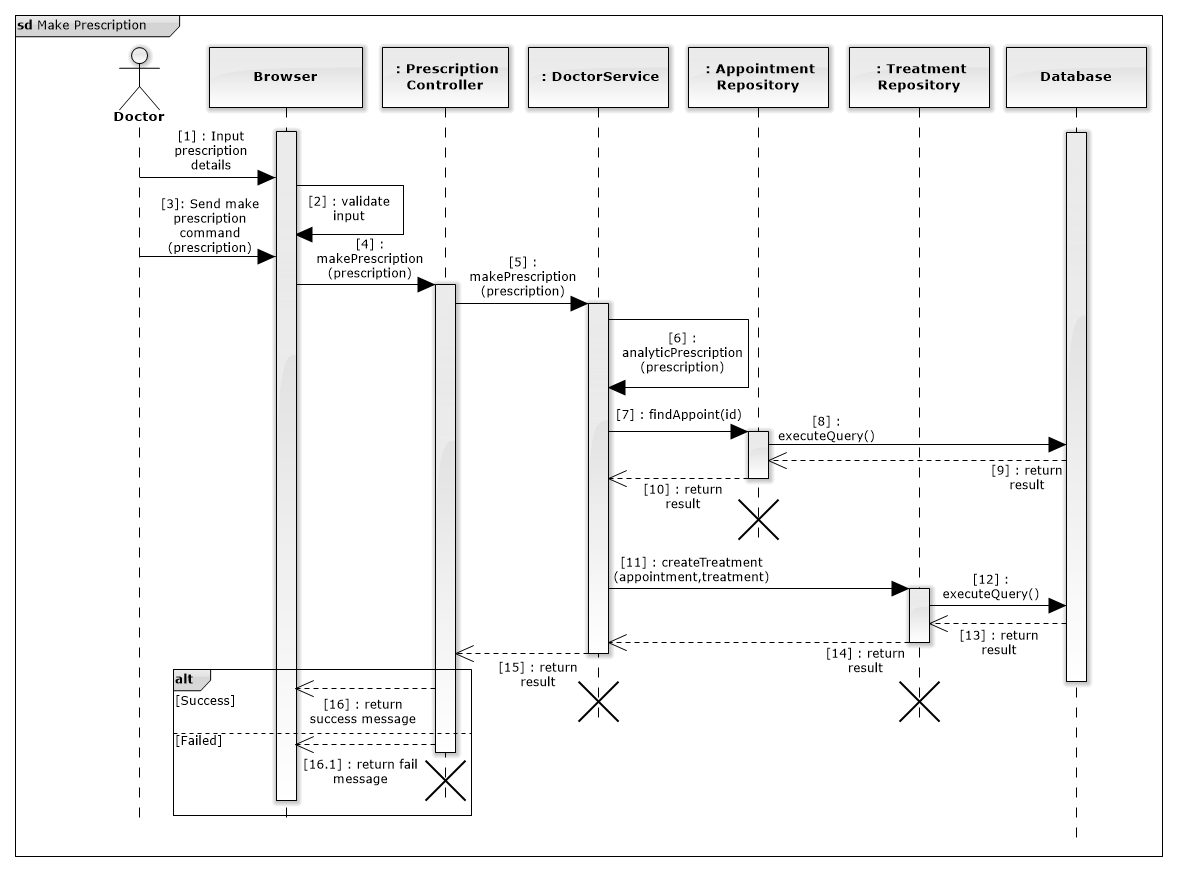 sd Make Prescription
Doctor
Browser
: Prescription
Controller
: DoctorService
: Appointment
Repository
: Treatment
Repository
Database
[1] : Input
prescription
details
[2] : validate
input
[3]: Send make
prescription
command
(prescription)
[4] :
makePrescription
(prescription)
[5] :
makePrescription
(prescription)
[6] :
analyticPrescription
(prescription)
[7] : findAppoint(id)
[8] :
executeQuery()
[9] : return
result
[10] : return
result
[11] : createTreatment
(appointment,treatment)
[12] :
executeQuery()
[13] : return
result
[14] : return
result
[15] : return
result
alt
[Success]
[16] : return
success message
[Failed]
[16.1] : return fail
message